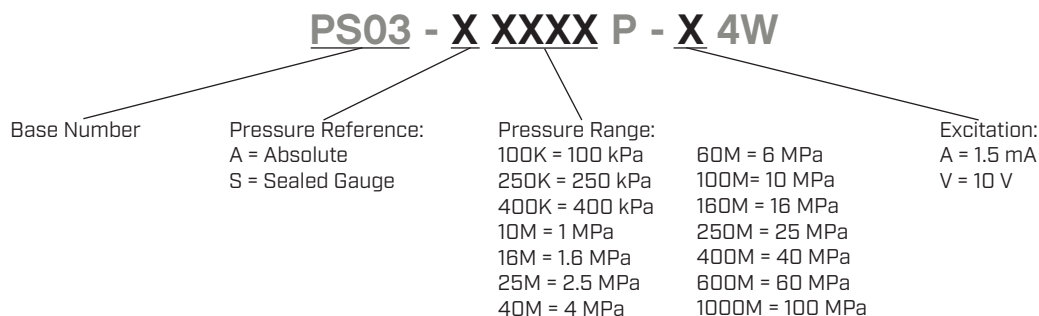 PS03 - X XXXX P - X 4W
Base Number
Pressure Reference:
A = Absolute
S = Sealed Gauge
Pressure Range:
100K = 100 kPa
250K = 250 kPa
400K = 400 kPa
10M = 1 MPa
16M = 1.6 MPa
25M = 2.5 MPa
40M = 4 MPa
60M = 6 MPa
100M= 10 MPa
160M = 16 MPa
250M = 25 MPa
400M = 40 MPa
600M = 60 MPa
1000M = 100 MPa
Excitation:
A = 1.5 mA
V = 10 V